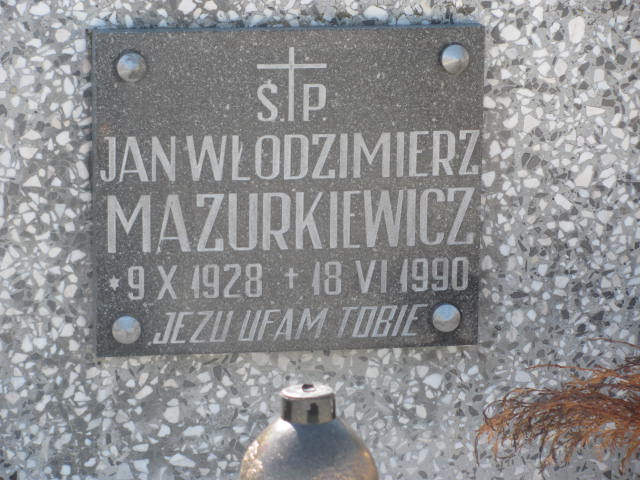 Ś.P.
JAN WŁODZIMIERZ
MAZURKIEWICZ
* 9 X 1928 + 18 VI 1990
JEZU UFAM TOBIE